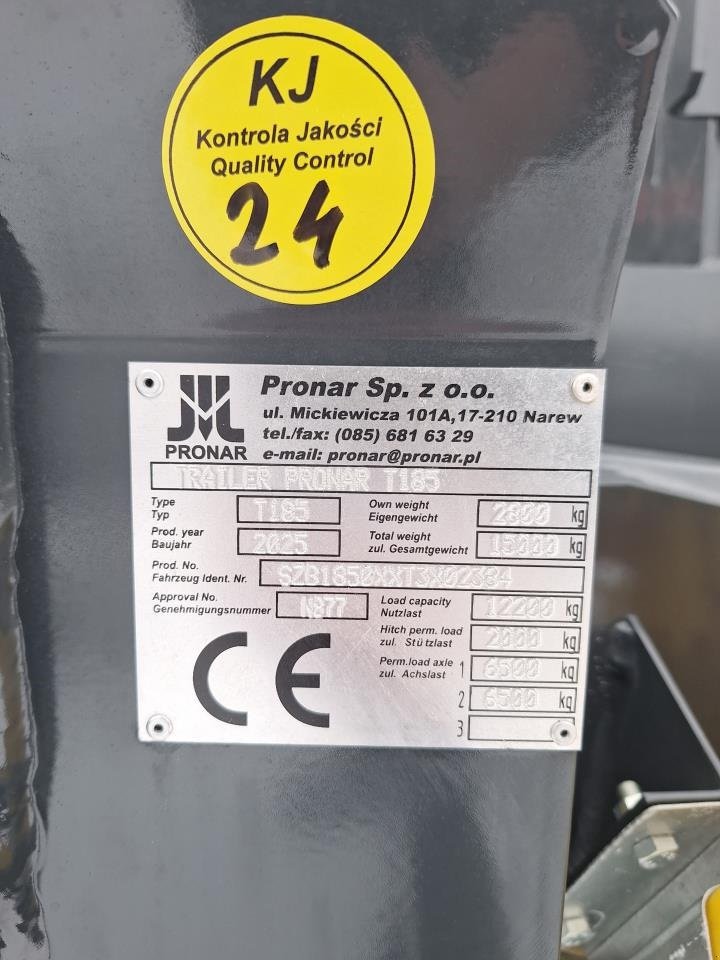 KJ
Kontrola Jakości
Quality Control
24
PRONAR
Pronar Sp. z o.o.
ul. Mickiewicza 101A,17-210 Narew
tel./fax: (085) 681 63 29
e-mail: pronar@pronar.pl
TRAILER PRONAR T185
Type
Typ
T185
Own weight
Eigengewicht
2800 kg
Prod. year
Baujahr
2025
Total weight
zul. Gesamtgewicht
15000 kg
Prod. No.
Fahrzeug Ident. Nr.
SZB1850XXT3X02384
Approval No.
Genehmigungsnummer
N877
Load capacity
Nutzlast
12200 kg
Hitch perm. load
zul. Stützlast
2000 kg
Perm.load axle
zul. Achslast
1 6500 kg
2 6500 kg
3
CE